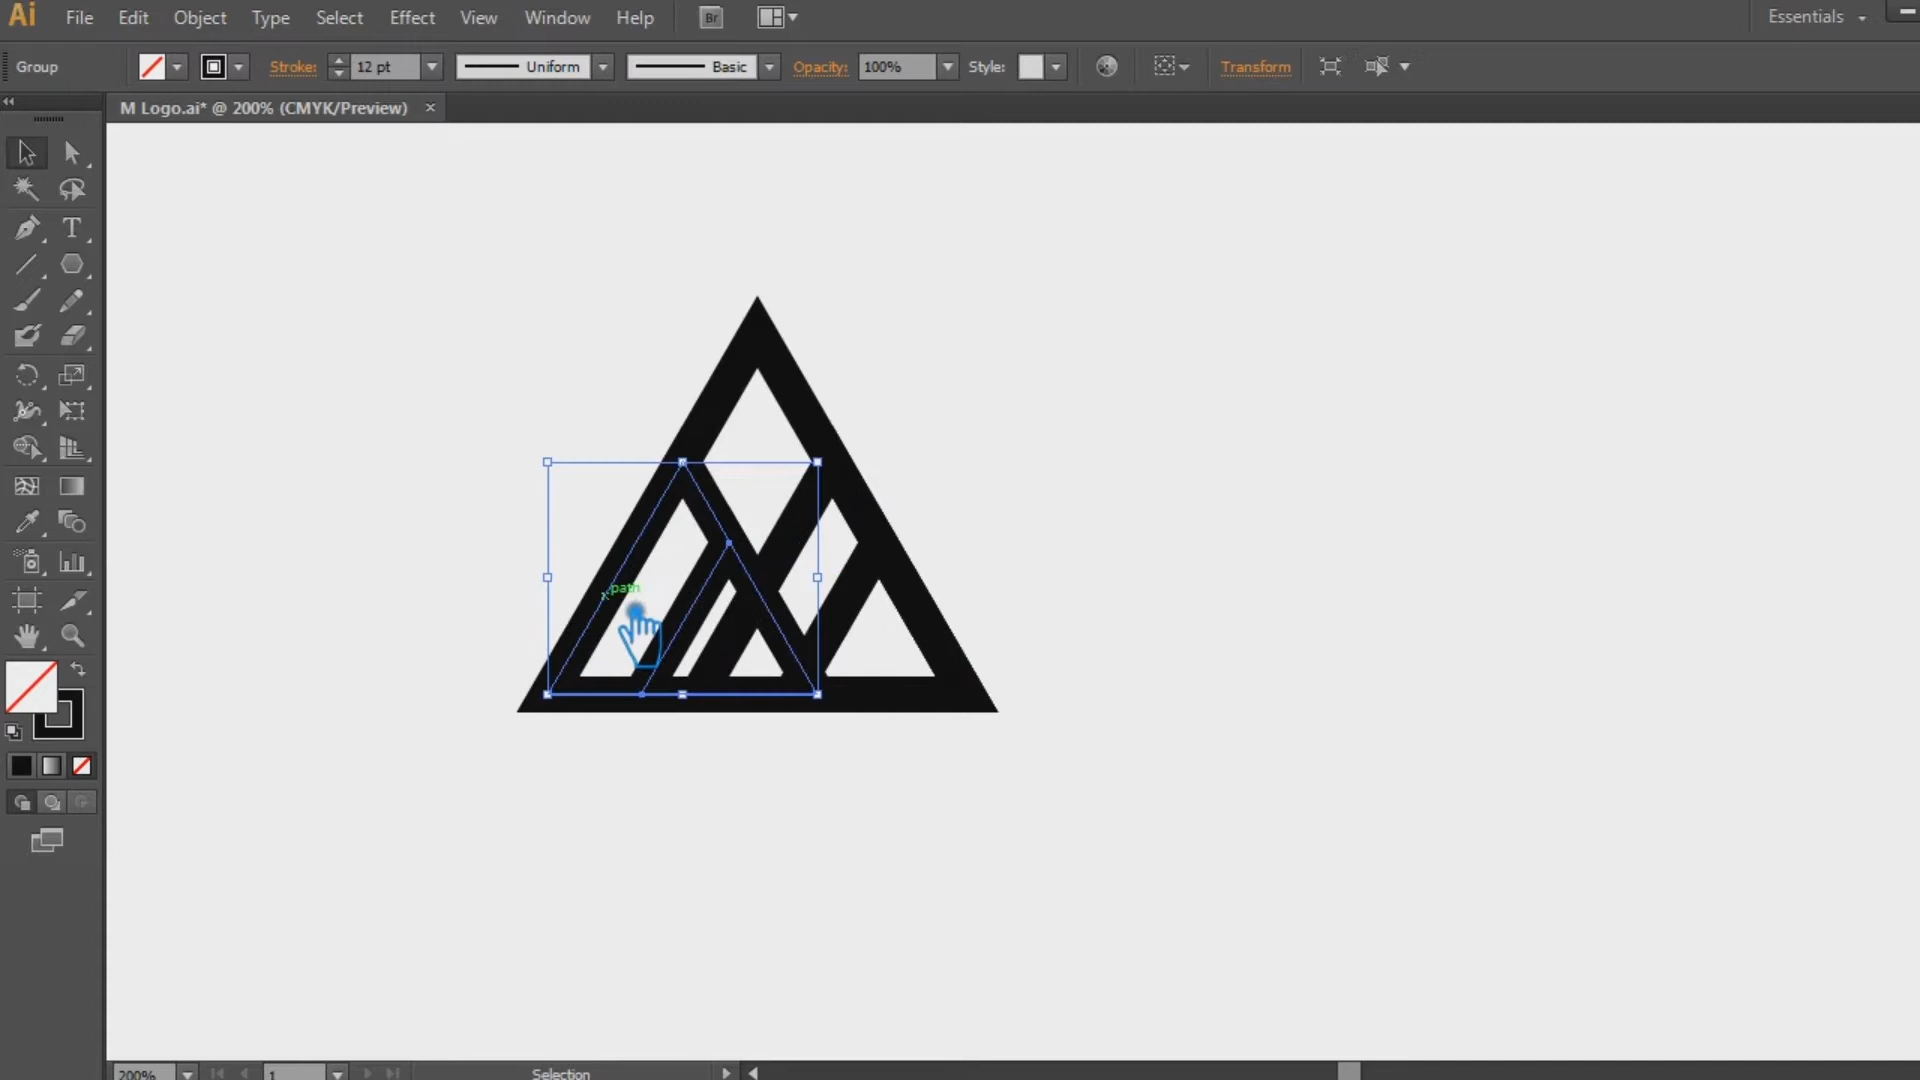 Ai File Edit Object Type Select Effect View Window Help Br Essentials
Group Stroke: 12 pt Uniform Basic Opacity: 100% Style: Transform
M Logo.ai* @ 200% (CMYK/Preview) ×
T
path
200% 1 Selection